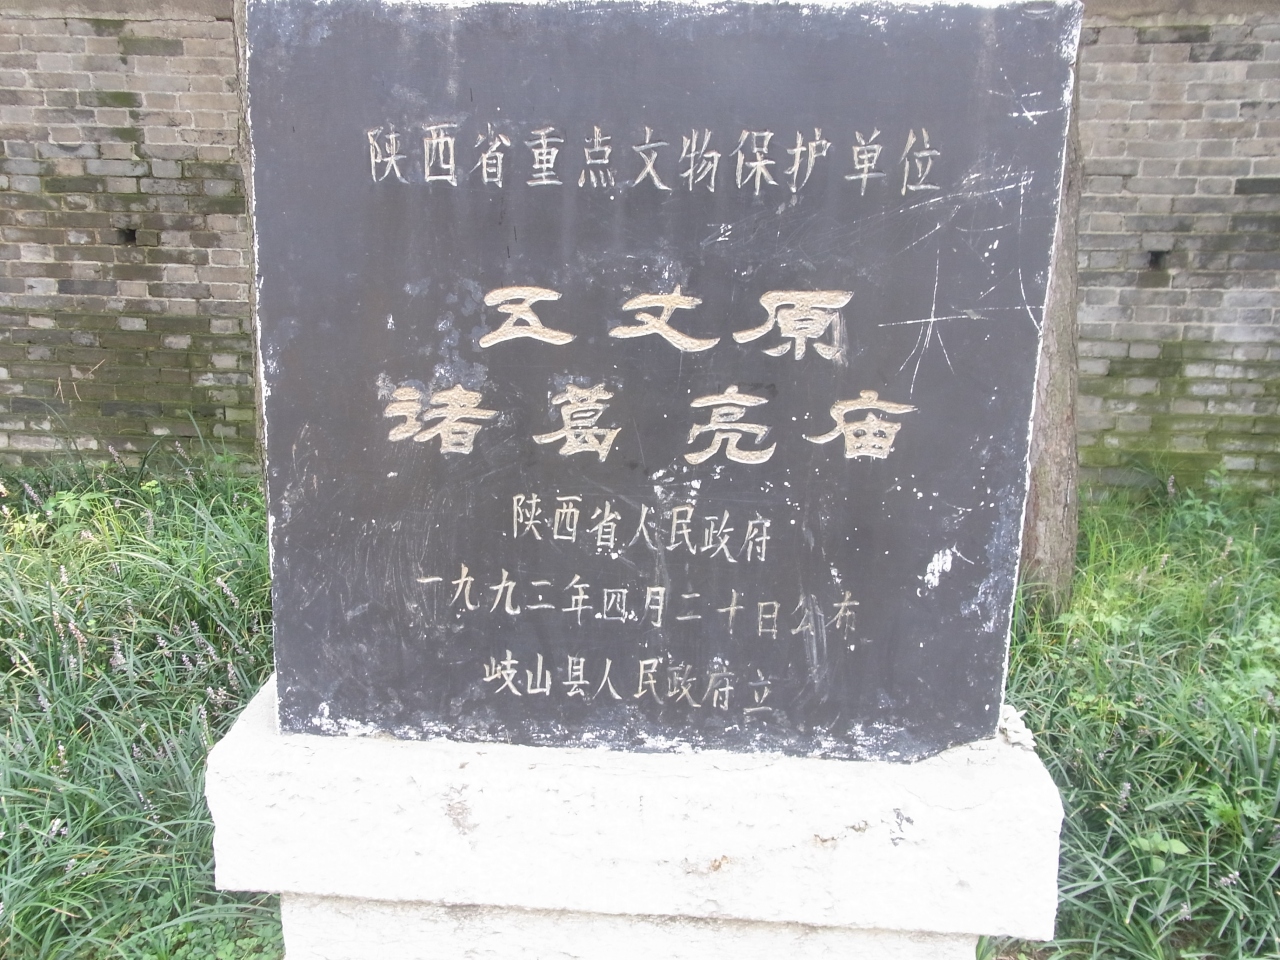 陕西省重点文物保护单位
五丈原
诸葛亮庙
陕西省人民政府
一九九二年四月二十日公布
岐山县人民政府立